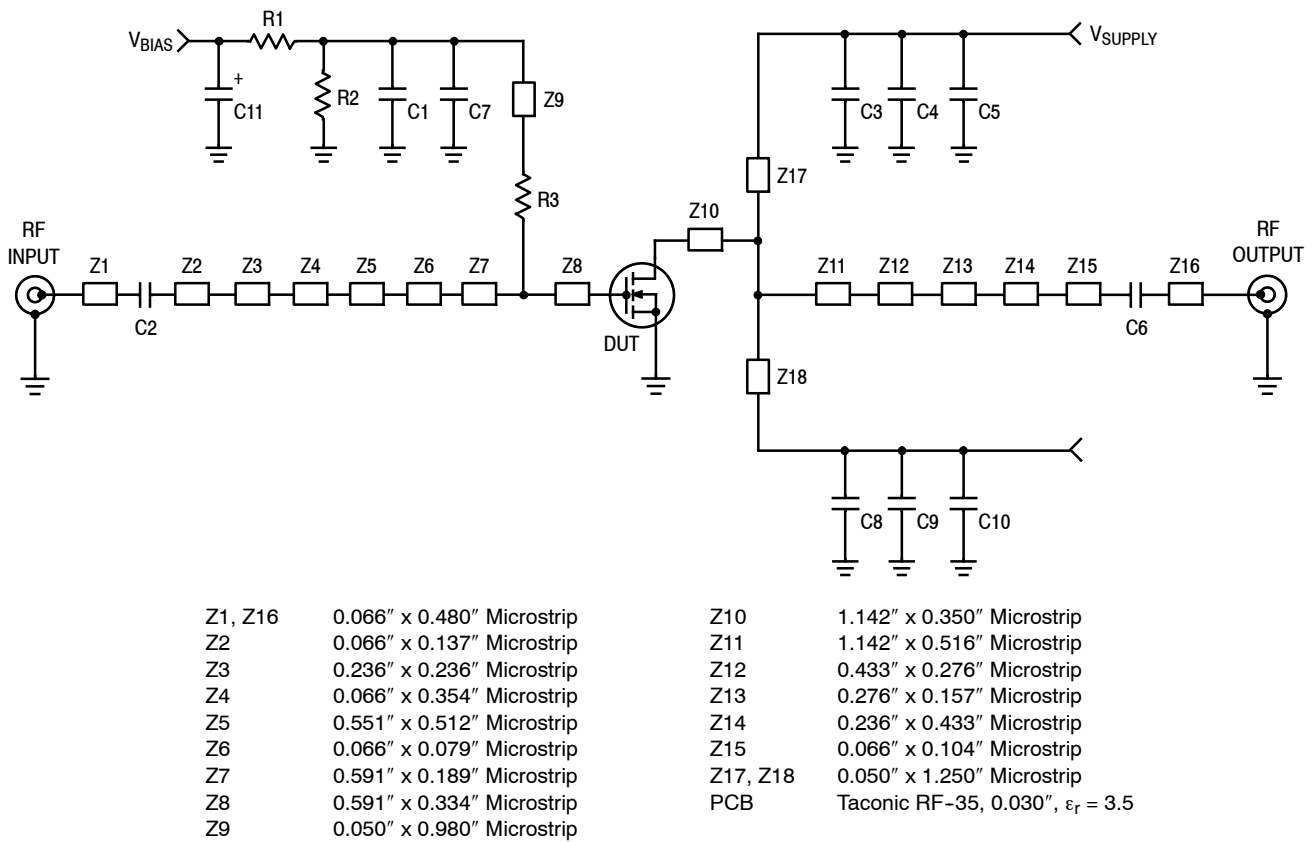 R1
V_BIAS
V_SUPPLY
+
C11
R2
C1
C7
Z9
C3
C4
C5
R3
Z17
Z10
RF
INPUT
RF
OUTPUT
Z1
Z2
Z3
Z4
Z5
Z6
Z7
Z8
Z11
Z12
Z13
Z14
Z15
Z16
C2
C6
DUT
Z18
C8
C9
C10
Z1, Z16 0.066″ x 0.480″ Microstrip
Z2 0.066″ x 0.137″ Microstrip
Z3 0.236″ x 0.236″ Microstrip
Z4 0.066″ x 0.354″ Microstrip
Z5 0.551″ x 0.512″ Microstrip
Z6 0.066″ x 0.079″ Microstrip
Z7 0.591″ x 0.189″ Microstrip
Z8 0.591″ x 0.334″ Microstrip
Z9 0.050″ x 0.980″ Microstrip
Z10 1.142″ x 0.350″ Microstrip
Z11 1.142″ x 0.516″ Microstrip
Z12 0.433″ x 0.276″ Microstrip
Z13 0.276″ x 0.157″ Microstrip
Z14 0.236″ x 0.433″ Microstrip
Z15 0.066″ x 0.104″ Microstrip
Z17, Z18 0.050″ x 1.250″ Microstrip
PCB Taconic RF-35, 0.030″, εr = 3.5